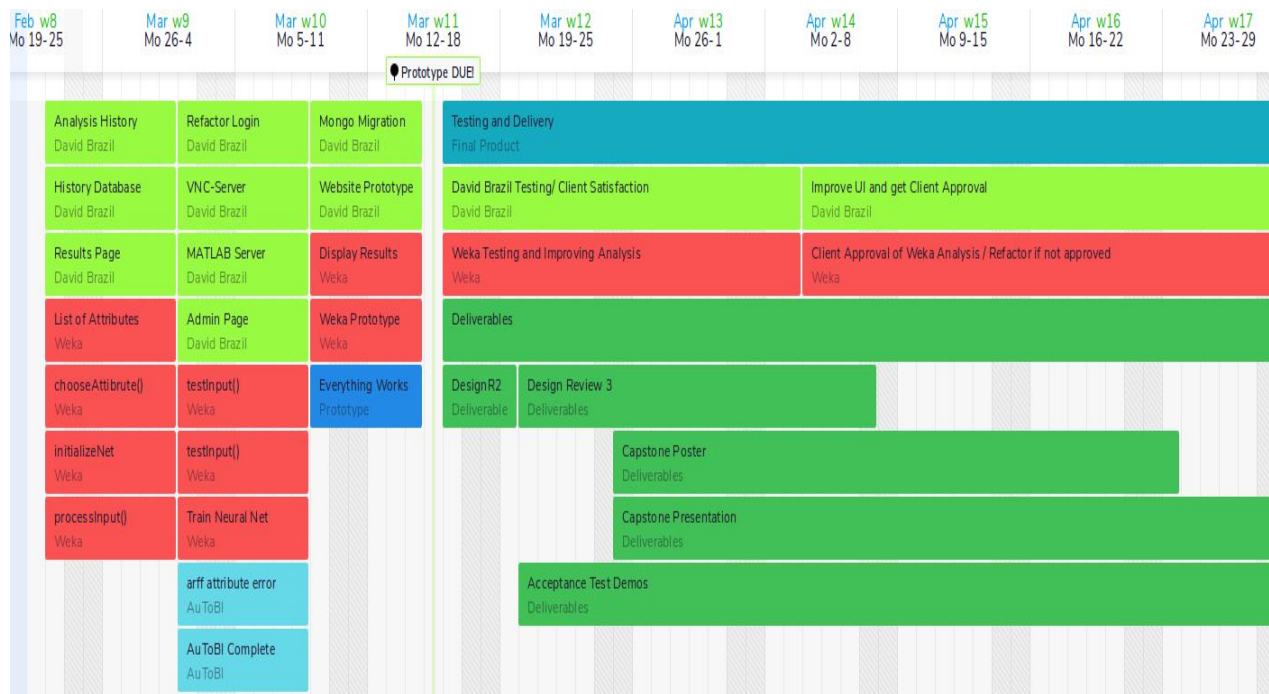 Feb w8 Mar w9 Mar w10 Mar w11 Mar w12 Apr w13 Apr w14 Apr w15 Apr w16 Apr w17
Mo 19-25 Mo 26-4 Mo 5-11 Mo 12-18 Mo 19-25 Mo 26-1 Mo 2-8 Mo 9-15 Mo 16-22 Mo 23-29
Prototype DUE!
Analysis History Refactor Login Mongo Migration Testing and Delivery
David Brazil David Brazil David Brazil Final Product
History Database VNC-Server Website Prototype David Brazil Testing/ Client Satisfaction Improve UI and get Client Approval
David Brazil David Brazil David Brazil David Brazil David Brazil
Results Page MATLAB Server Display Results Weka Testing and Improving Analysis Client Approval of Weka Analysis / Refactor if not approved
David Brazil David Brazil Weka Weka Weka
List of Attributes Admin Page Weka Prototype Deliverables
Weka David Brazil Weka
chooseAttibrute() testInput() Everything Works DesignR2 Design Review 3
Weka Weka Prototype Deliverable Deliverables
initializeNet testInput() Capstone Poster
Weka Weka Deliverables
processInput() Train Neural Net Capstone Presentation
Weka Weka Deliverables
arff attribute error Acceptance Test Demos
AuToBI Deliverables
AuToBI Complete
AuToBI